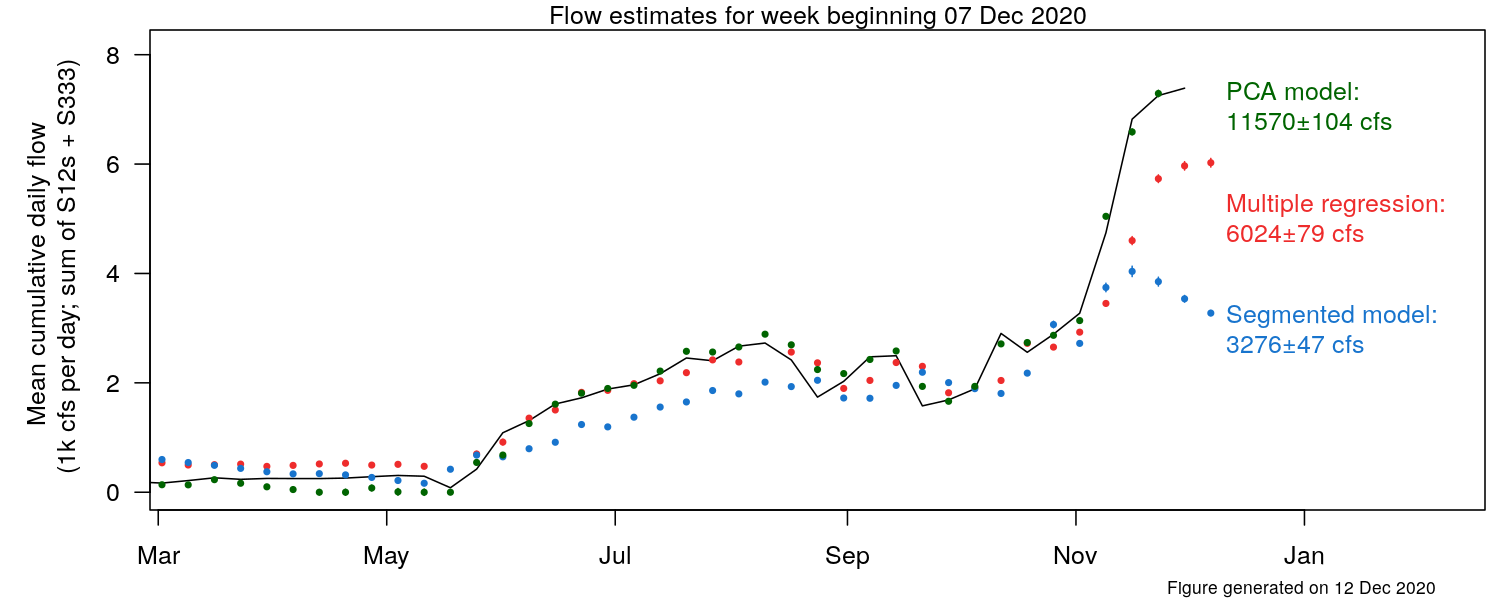 Flow estimates for week beginning 07 Dec 2020
Mean cumulative daily flow
(1k cfs per day; sum of S12s + S333)
8
6
4
2
0
PCA model:
11570±104 cfs
Multiple regression:
6024±79 cfs
Segmented model:
3276±47 cfs
Mar May Jul Sep Nov Jan
Figure generated on 12 Dec 2020